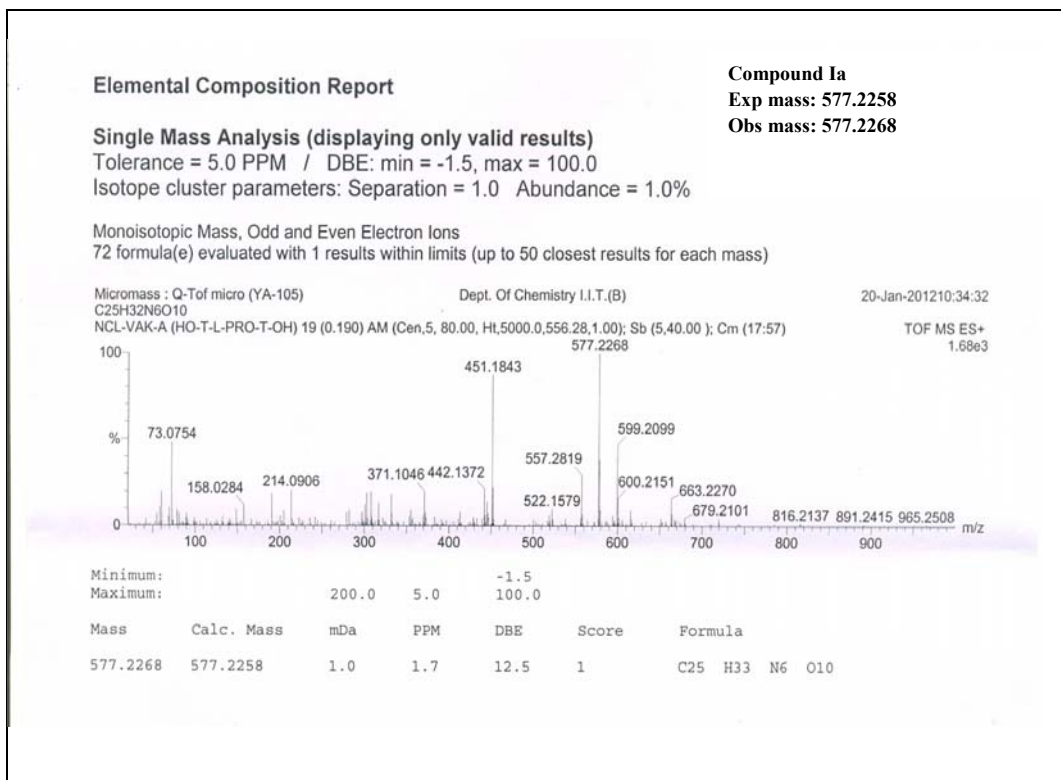 Elemental Composition Report
Compound Ia
Exp mass: 577.2258
Obs mass: 577.2268
Single Mass Analysis (displaying only valid results)
Tolerance = 5.0 PPM / DBE: min = -1.5, max = 100.0
Isotope cluster parameters: Separation = 1.0 Abundance = 1.0%
Monoisotopic Mass, Odd and Even Electron Ions
72 formula(e) evaluated with 1 results within limits (up to 50 closest results for each mass)
Micromass : Q-Tof micro (YA-105) Dept. Of Chemistry I.I.T.(B) 20-Jan-201210:34:32
C25H32N6O10
NCL-VAK-A (HO-T-L-PRO-T-OH) 19 (0.190) AM (Cen,5, 80.00, Ht,5000.0,556.28,1.00); Sb (5,40.00 ); Cm (17:57) TOF MS ES+
1.68e3
100
577.2268
451.1843
%
73.0754
599.2099
557.2819
371.1046 442.1372
158.0284 214.0906
522.1579
600.2151
663.2270
679.2101
816.2137 891.2415 965.2508
0
m/z
100 200 300 400 500 600 700 800 900
Minimum: -1.5
Maximum: 200.0 5.0 100.0
Mass Calc. Mass mDa PPM DBE Score Formula
577.2268 577.2258 1.0 1.7 12.5 1 C25 H33 N6 O10